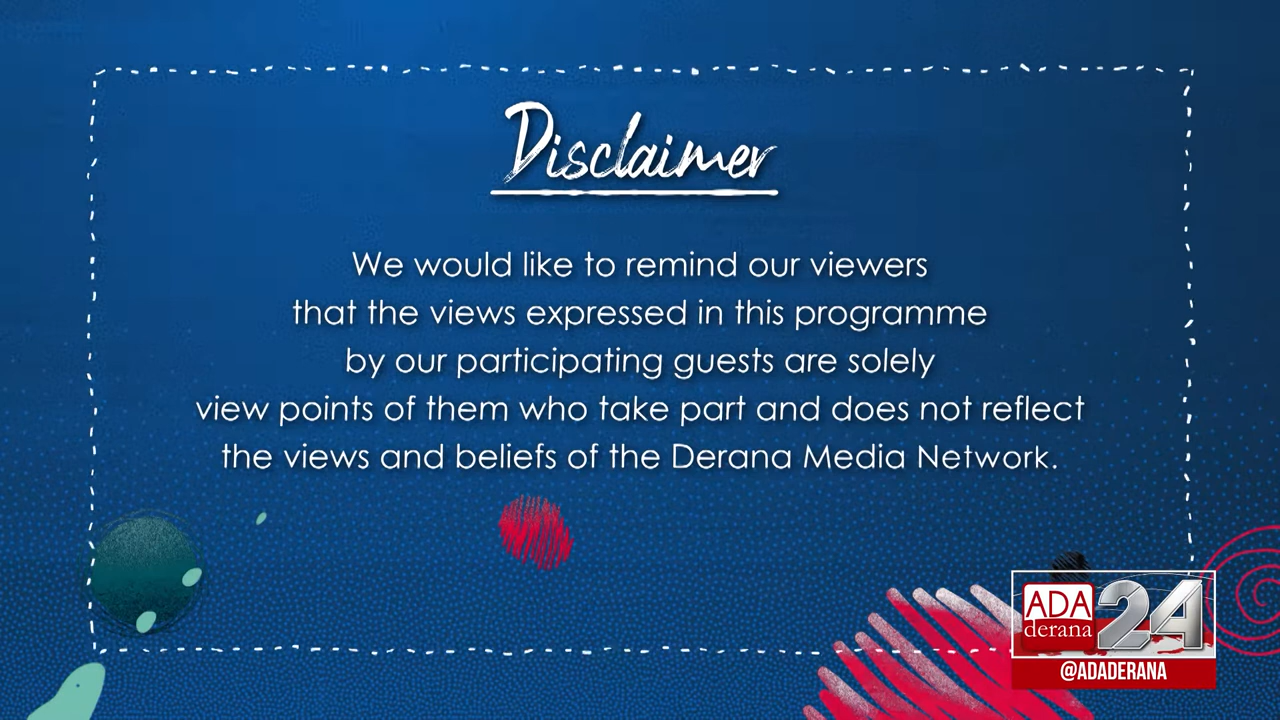 Disclaimer
We would like to remind our viewers
that the views expressed in this programme
by our participating guests are solely
view points of them who take part and does not reflect
the views and beliefs of the Derana Media Network.
ADA
derana
24
@ADADERANA